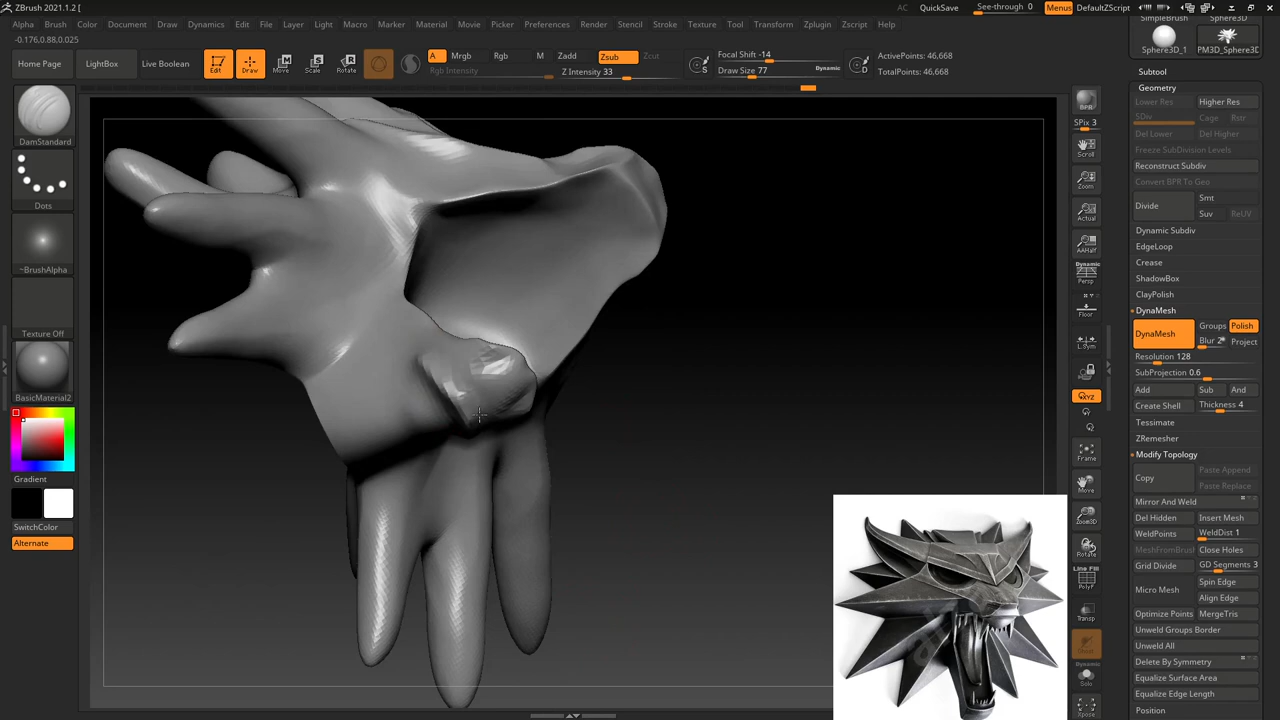 ZBrush 2021.1.2 [
AC QuickSave See-through 0 Menus DefaultZScript
Alpha Brush Color Document Draw Dynamics Edit File Layer Light Macro Marker Material Movie Picker Preferences Render Stencil Stroke Texture Tool Transform Zplugin Zscript Help
-0.176,0.88,0.025
Home Page LightBox Live Boolean Edit Draw Move Scale Rotate
A Mrgb Rgb M Zadd Zsub Zcut
Rgb Intensity Z Intensity 33
Focal Shift -14
Draw Size 77 Dynamic
S D
ActivePoints: 46,668
TotalPoints: 46,668
DamStandard
Dots
~BrushAlpha
Texture Off
BasicMaterial2
Gradient
SwitchColor
Alternate
BPR
SPix 3
Scroll
Zoom
Actual
AAHalf
Dynamic
Persp
Floor
L.Sym
XYZ
Frame
Move
Zoom3D
Rotate
Line Fill
PolyF
Transp
Dynamic
Solo
Xpose
SimpleBrush Sphere3D
Sphere3D_1 PM3D_Sphere3D
Subtool
Geometry
Lower Res Higher Res
SDiv Cage Rstr
Del Lower Del Higher
Freeze SubDivision Levels
Reconstruct Subdiv
Convert BPR To Geo
Divide Smt
Suv ReUV
Dynamic Subdiv
EdgeLoop
Crease
ShadowBox
ClayPolish
DynaMesh
DynaMesh Groups Polish
Blur 2 Project
Resolution 128
SubProjection 0.6
Add Sub And
Create Shell Thickness 4
Tessimate
ZRemesher
Modify Topology
Copy Paste Append
Paste Replace
Mirror And Weld
Del Hidden Insert Mesh
WeldPoints WeldDist 1
MeshFromBrus Close Holes
Grid Divide GD Segments 3
Micro Mesh Spin Edge
Align Edge
Optimize Points MergeTris
Unweld Groups Border
Unweld All
Delete By Symmetry
Equalize Surface Area
Equalize Edge Length
Position